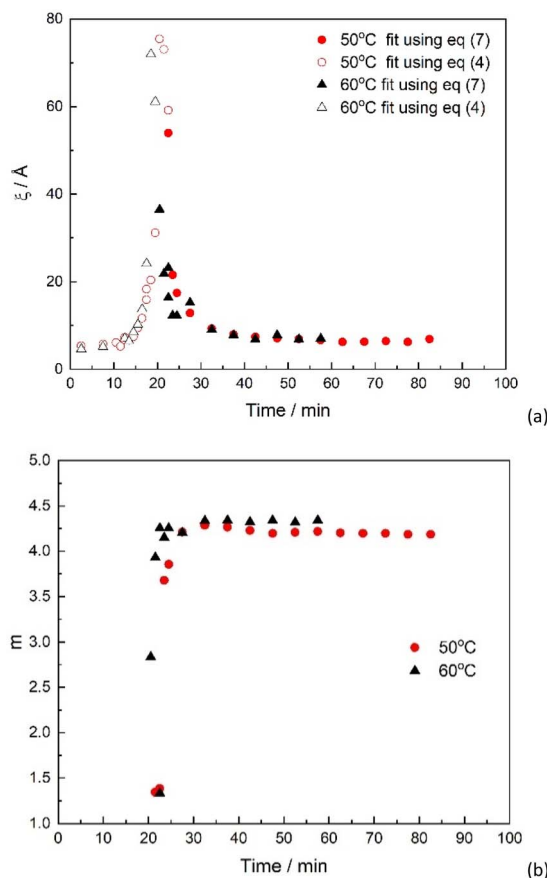 80
60
40
20
0
ξ / Å
50°C fit using eq (7)
50°C fit using eq (4)
60°C fit using eq (7)
60°C fit using eq (4)
0 10 20 30 40 50 60 70 80 90 100
Time / min
(a)
5.0
4.5
4.0
3.5
3.0
2.5
2.0
1.5
1.0
m
50°C
60°C
0 10 20 30 40 50 60 70 80 90 100
Time / min
(b)